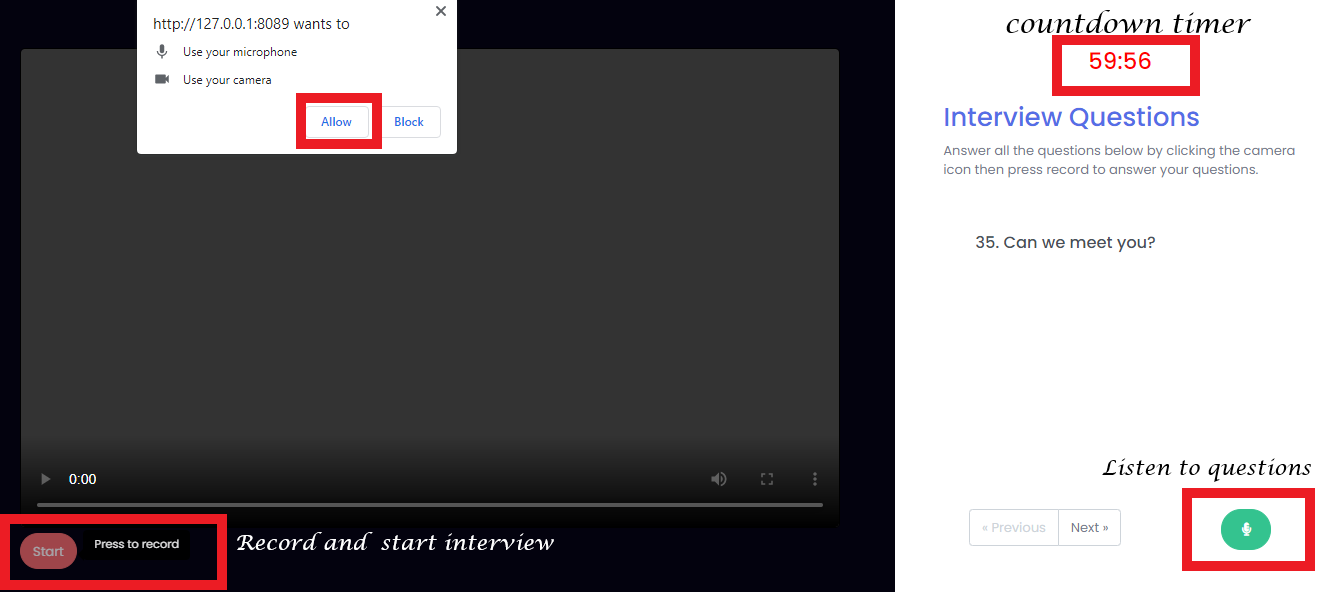 http://127.0.0.1:8089 wants to
Use your microphone
Use your camera
Allow
Block
0:00
Start
Press to record
Record and start interview
countdown timer
59:56
Interview Questions
Answer all the questions below by clicking the camera
icon then press record to answer your questions.
35. Can we meet you?
Listen to questions
« Previous
Next »